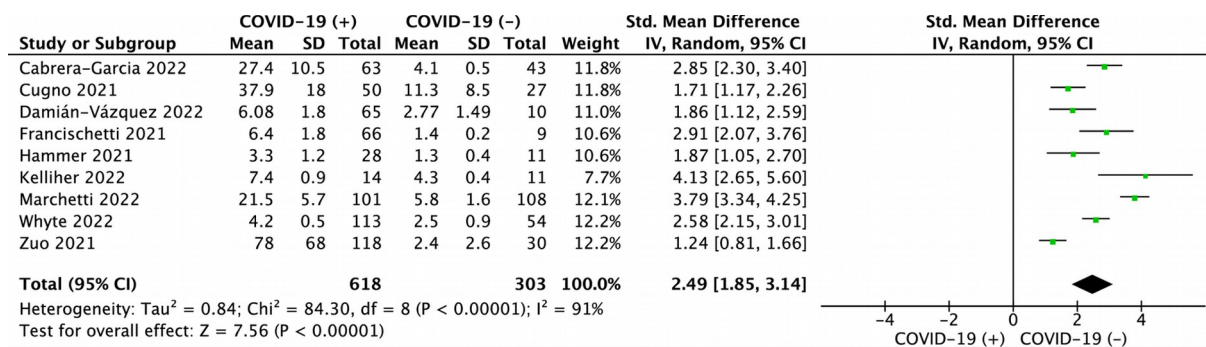 COVID-19 (+) COVID-19 (-) Std. Mean Difference Std. Mean Difference
Study or Subgroup Mean SD Total Mean SD Total Weight IV, Random, 95% CI IV, Random, 95% CI
Cabrera-Garcia 2022 27.4 10.5 63 4.1 0.5 43 11.8% 2.85 [2.30, 3.40]
Cugno 2021 37.9 18 50 11.3 8.5 27 11.8% 1.71 [1.17, 2.26]
Damián-Vázquez 2022 6.08 1.8 65 2.77 1.49 10 11.0% 1.86 [1.12, 2.59]
Francischetti 2021 6.4 1.8 66 1.4 0.2 9 10.6% 2.91 [2.07, 3.76]
Hammer 2021 3.3 1.2 28 1.3 0.4 11 10.6% 1.87 [1.05, 2.70]
Kelliher 2022 7.4 0.9 14 4.3 0.4 11 7.7% 4.13 [2.65, 5.60]
Marchetti 2022 21.5 5.7 101 5.8 1.6 108 12.1% 3.79 [3.34, 4.25]
Whyte 2022 4.2 0.5 113 2.5 0.9 54 12.2% 2.58 [2.15, 3.01]
Zuo 2021 78 68 118 2.4 2.6 30 12.2% 1.24 [0.81, 1.66]
Total (95% CI) 618 303 100.0% 2.49 [1.85, 3.14]
Heterogeneity: Tau² = 0.84; Chi² = 84.30, df = 8 (P < 0.00001); I² = 91%
Test for overall effect: Z = 7.56 (P < 0.00001)
-4 -2 0 2 4
COVID-19 (+) COVID-19 (-)